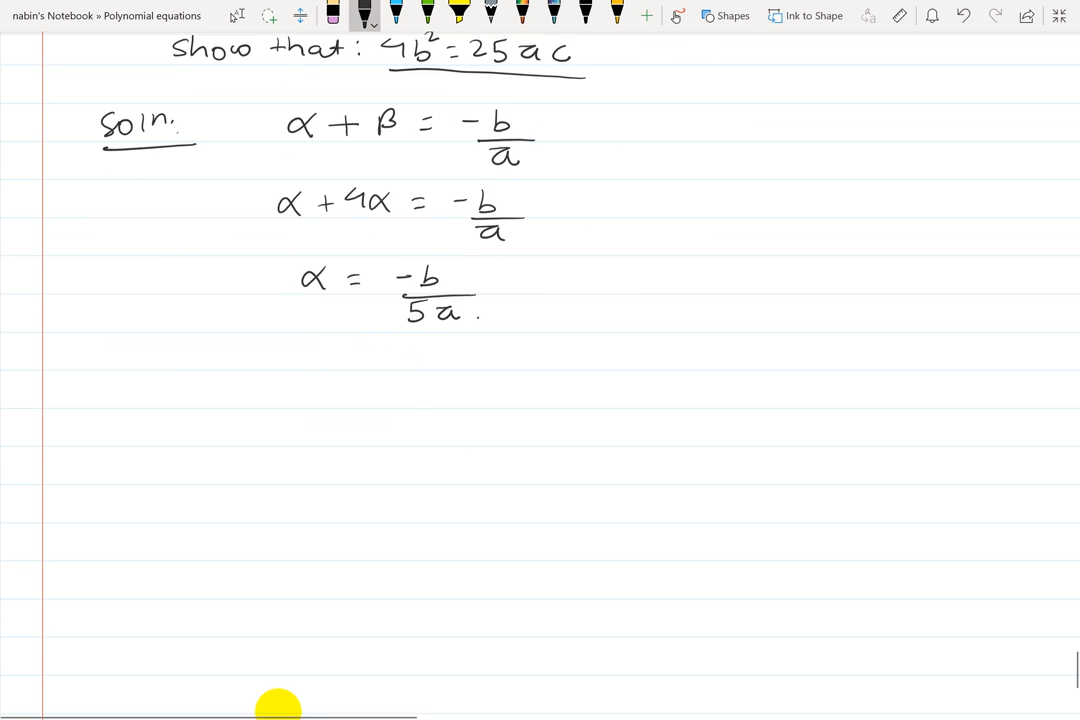 nabin's Notebook » Polynomial equations
Shapes
Ink to Shape
Show that: 4b² = 25ac
Soln:
α + β = -b/a
α + 4α = -b/a
α = -b/5a.